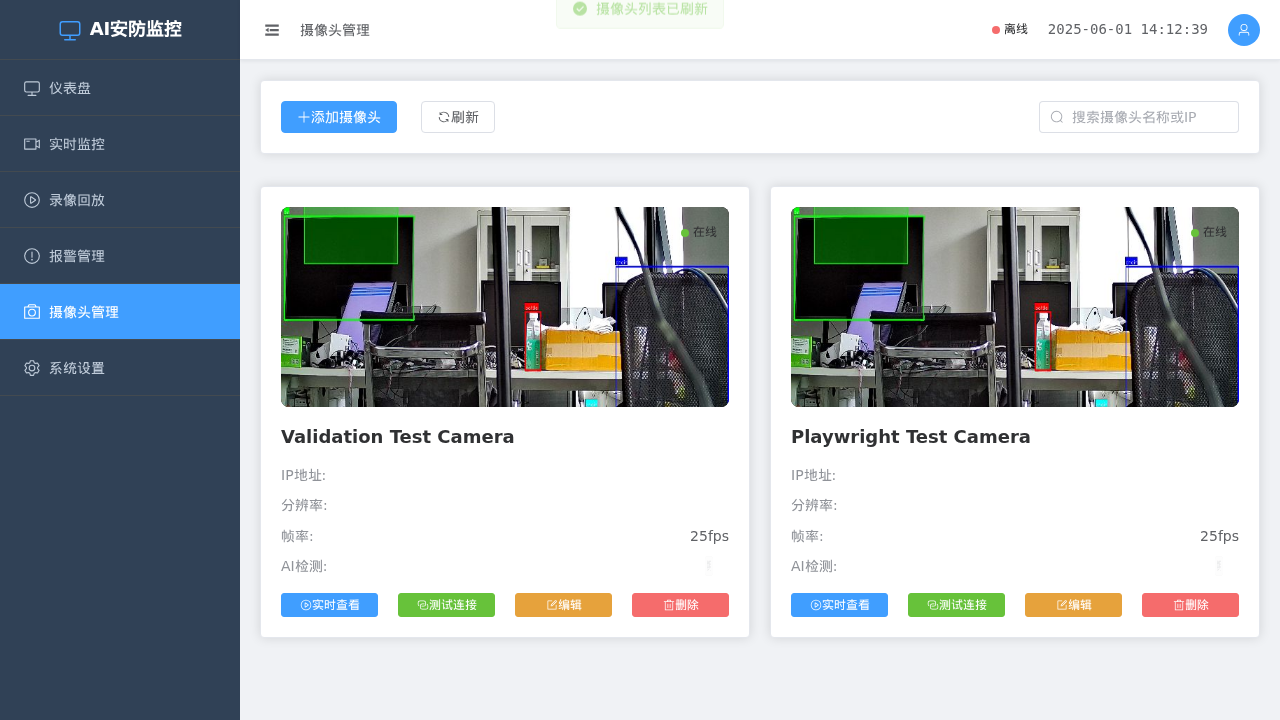 AI安防监控
仪表盘
实时监控
录像回放
报警管理
摄像头管理
系统设置
摄像头管理
摄像头列表已刷新
离线
2025-06-01 14:12:39
添加摄像头
刷新
搜索摄像头名称或IP
在线
Validation Test Camera
IP地址:
分辨率:
帧率: 25fps
AI检测:
实时查看 测试连接 编辑 删除
在线
Playwright Test Camera
IP地址:
分辨率:
帧率: 25fps
AI检测:
实时查看 测试连接 编辑 删除